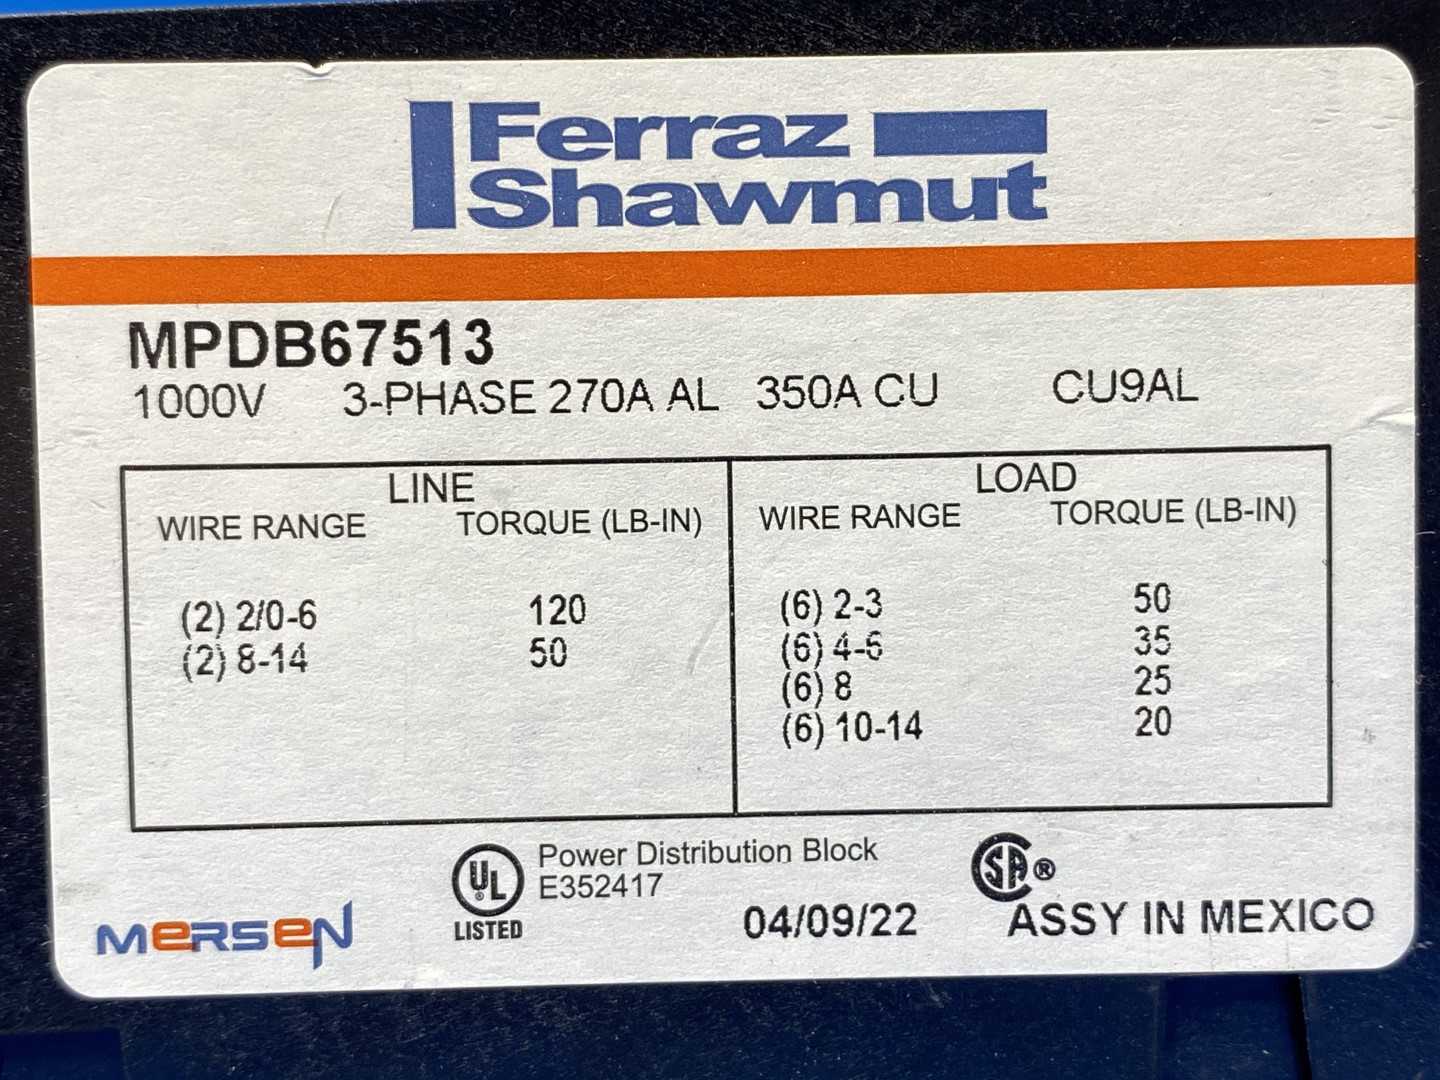 Ferraz
Shawmut
MPDB67513
1000V 3-PHASE 270A AL 350A CU CU9AL
LINE
WIRE RANGE TORQUE (LB-IN)
(2) 2/0-6 120
(2) 8-14 50
LOAD
WIRE RANGE TORQUE (LB-IN)
(6) 2-3 50
(6) 4-6 35
(6) 8 25
(6) 10-14 20
UL ®
LISTED
Power Distribution Block
E352417
SA ®
MERSEN
04/09/22
ASSY IN MEXICO